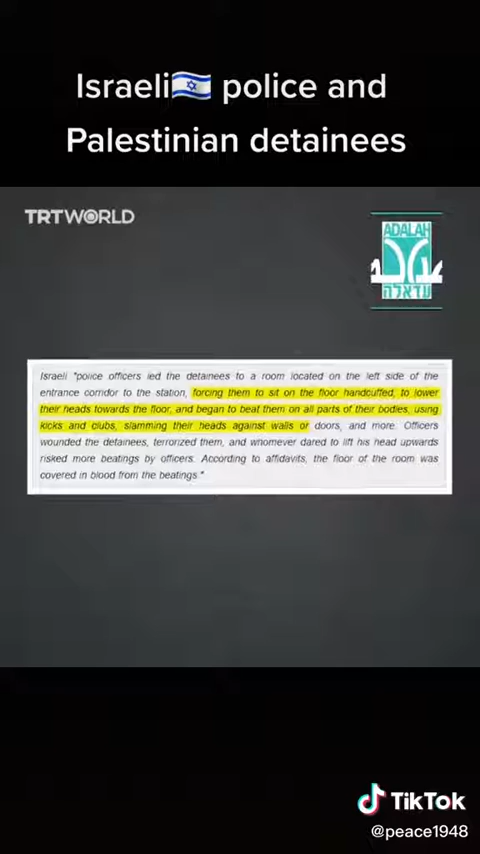 Israeli🇮🇱 police and
Palestinian detainees
TRT WORLD
ADALAH
عدالة
עדאלה
Israeli "police officers led the detainees to a room located on the left side of the
entrance corridor to the station, forcing them to sit on the floor handcuffed, to lower
their heads towards the floor, and began to beat them on all parts of their bodies, using
kicks and clubs, slamming their heads against walls or doors, and more. Officers
wounded the detainees, terrorized them, and whomever dared to lift his head upwards
risked more beatings by officers. According to affidavits, the floor of the room was
covered in blood from the beatings."
TikTok
@peace1948